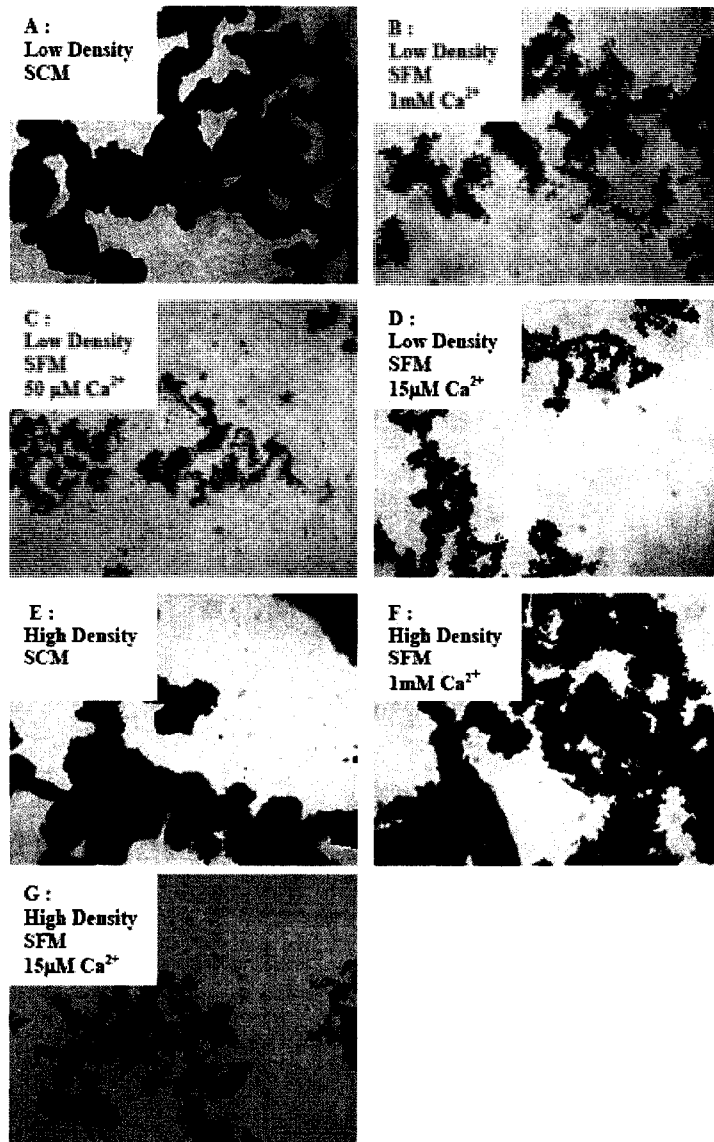 A :
Low Density
SCM
B :
Low Density
SFM
1mM Ca²⁺
C :
Low Density
SFM
50 µM Ca²⁺
D :
Low Density
SFM
15µM Ca²⁺
E :
High Density
SCM
F :
High Density
SFM
1mM Ca²⁺
G :
High Density
SFM
15µM Ca²⁺